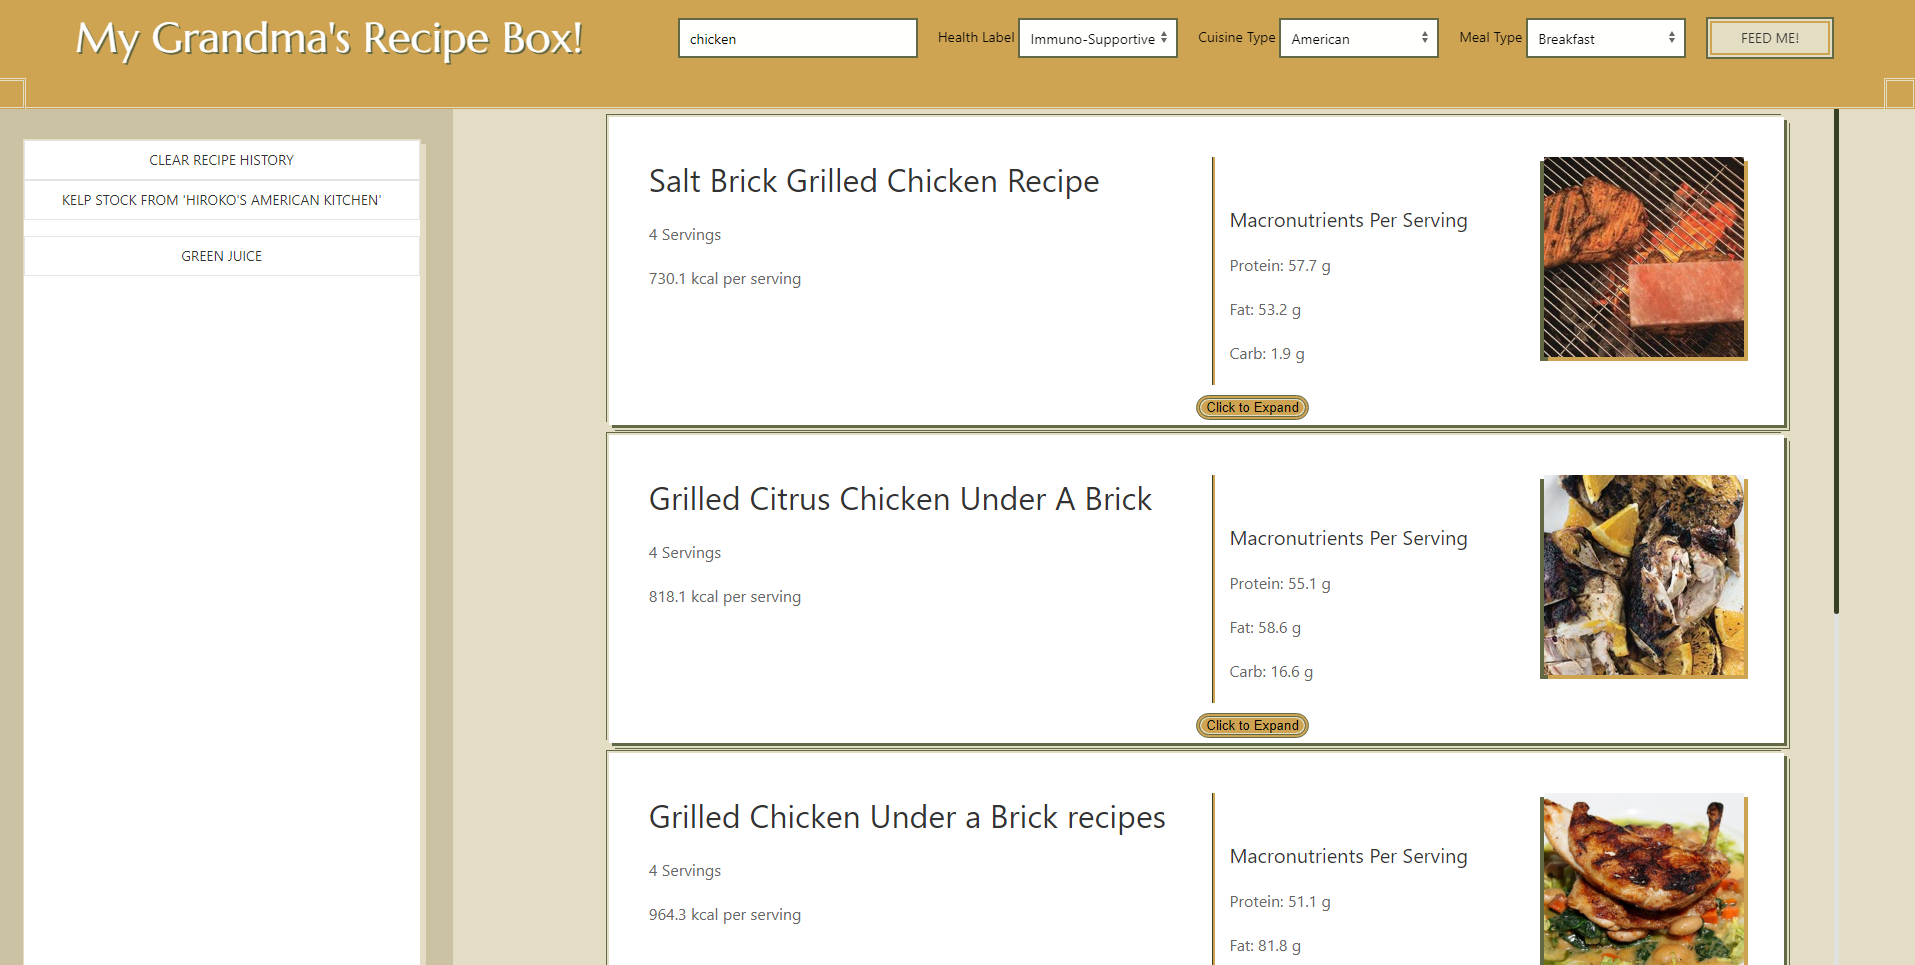 My Grandma's Recipe Box!
chicken
Health Label Immuno-Supportive
Cuisine Type American
Meal Type Breakfast
FEED ME!
CLEAR RECIPE HISTORY
KELP STOCK FROM 'HIROKO'S AMERICAN KITCHEN'
GREEN JUICE
Salt Brick Grilled Chicken Recipe
4 Servings
730.1 kcal per serving
Macronutrients Per Serving
Protein: 57.7 g
Fat: 53.2 g
Carb: 1.9 g
Click to Expand
Grilled Citrus Chicken Under A Brick
4 Servings
818.1 kcal per serving
Macronutrients Per Serving
Protein: 55.1 g
Fat: 58.6 g
Carb: 16.6 g
Click to Expand
Grilled Chicken Under a Brick recipes
4 Servings
964.3 kcal per serving
Macronutrients Per Serving
Protein: 51.1 g
Fat: 81.8 g